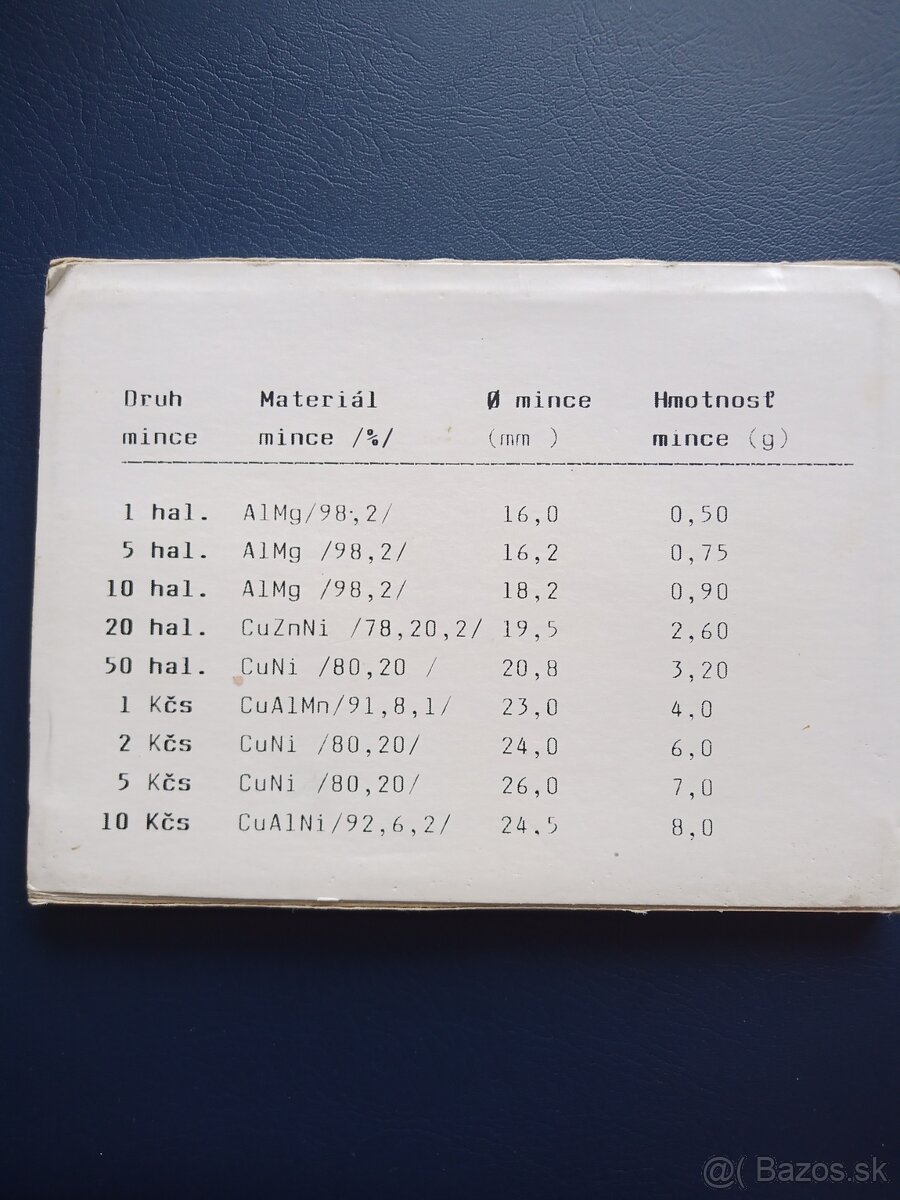 Druh Materiál Ø mince Hmotnosť
mince mince /%/ (mm ) mince (g)
1 hal. AlMg/98,2/ 16,0 0,50
5 hal. AlMg /98,2/ 16,2 0,75
10 hal. AlMg /98,2/ 18,2 0,90
20 hal. CuZnNi /78,20,2/ 19,5 2,60
50 hal. CuNi /80,20 / 20,8 3,20
1 Kčs CuAlMn/91,8,1/ 23,0 4,0
2 Kčs CuNi /80,20/ 24,0 6,0
5 Kčs CuNi /80,20/ 26,0 7,0
10 Kčs CuAlNi/92,6,2/ 24.5 8,0
@( Bazos.sk